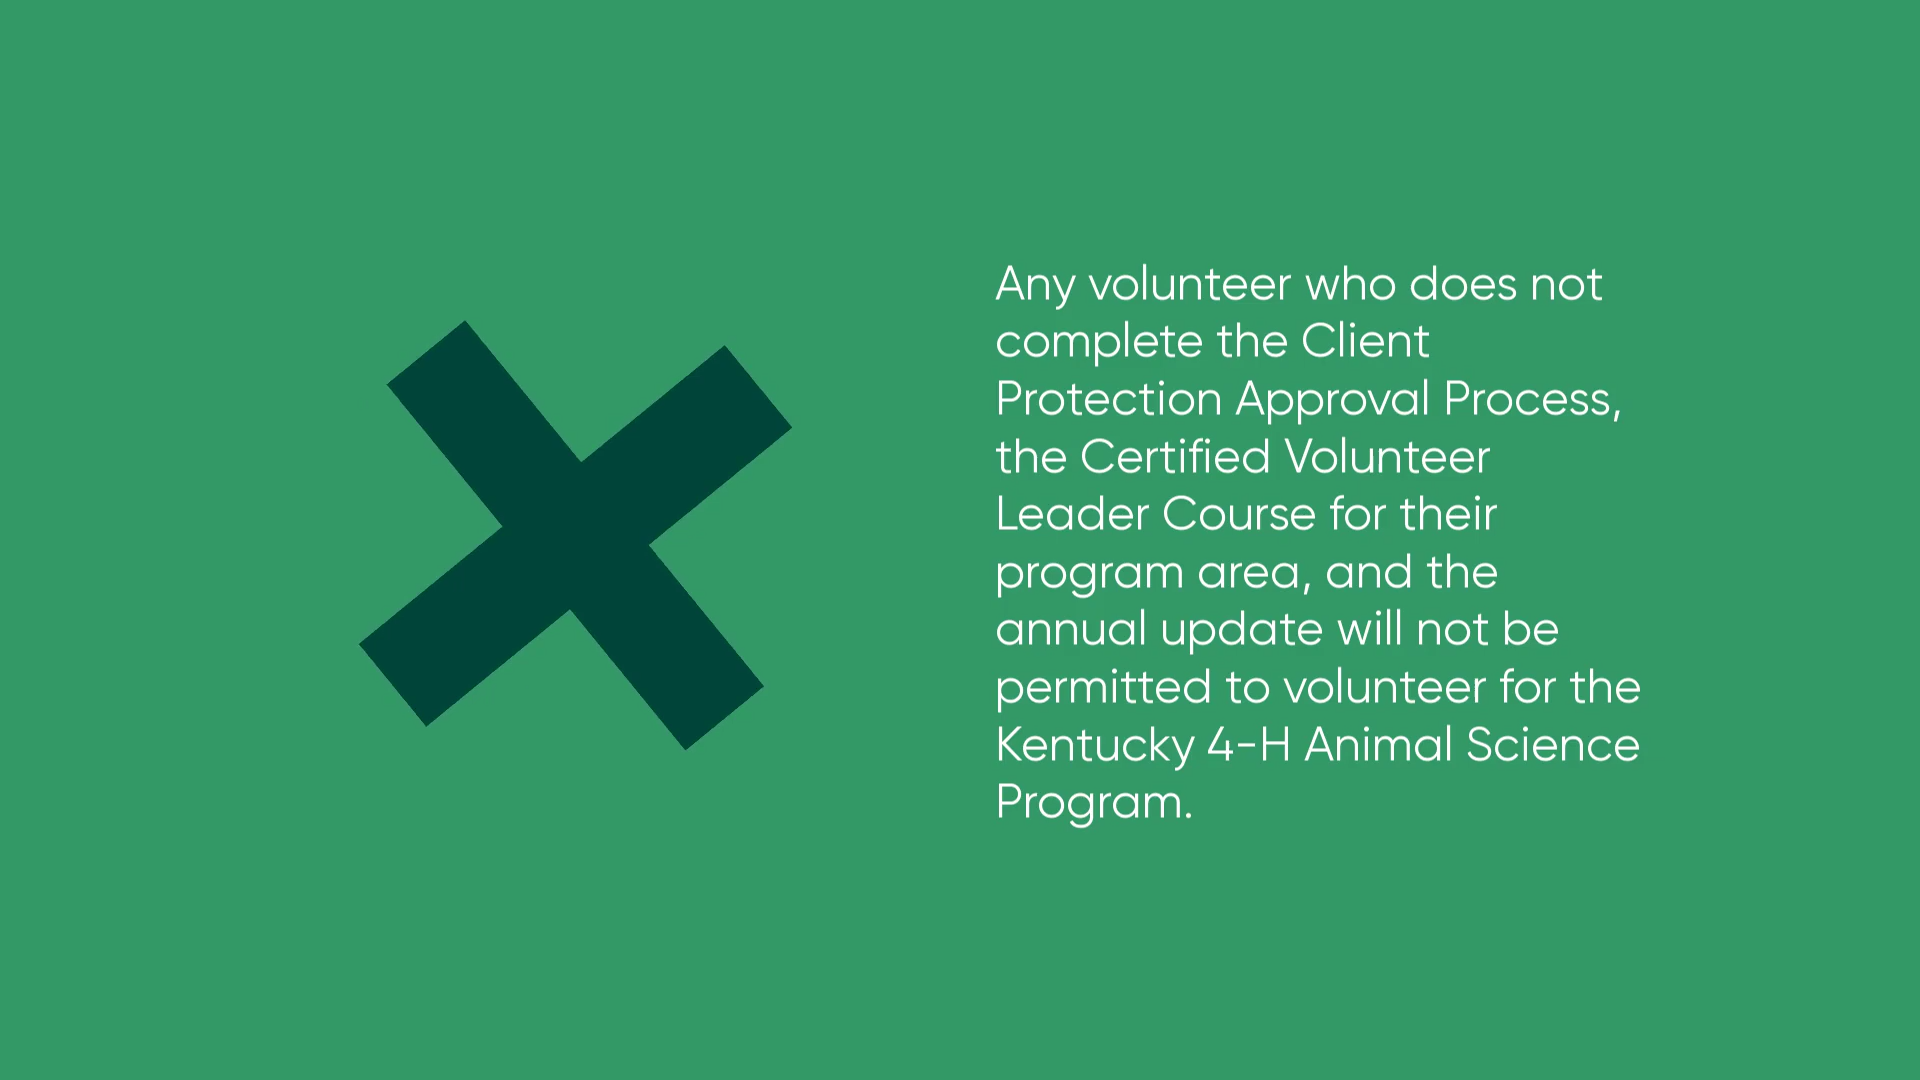 Any volunteer who does not
complete the Client
Protection Approval Process,
the Certified Volunteer
Leader Course for their
program area, and the
annual update will not be
permitted to volunteer for the
Kentucky 4-H Animal Science
Program.